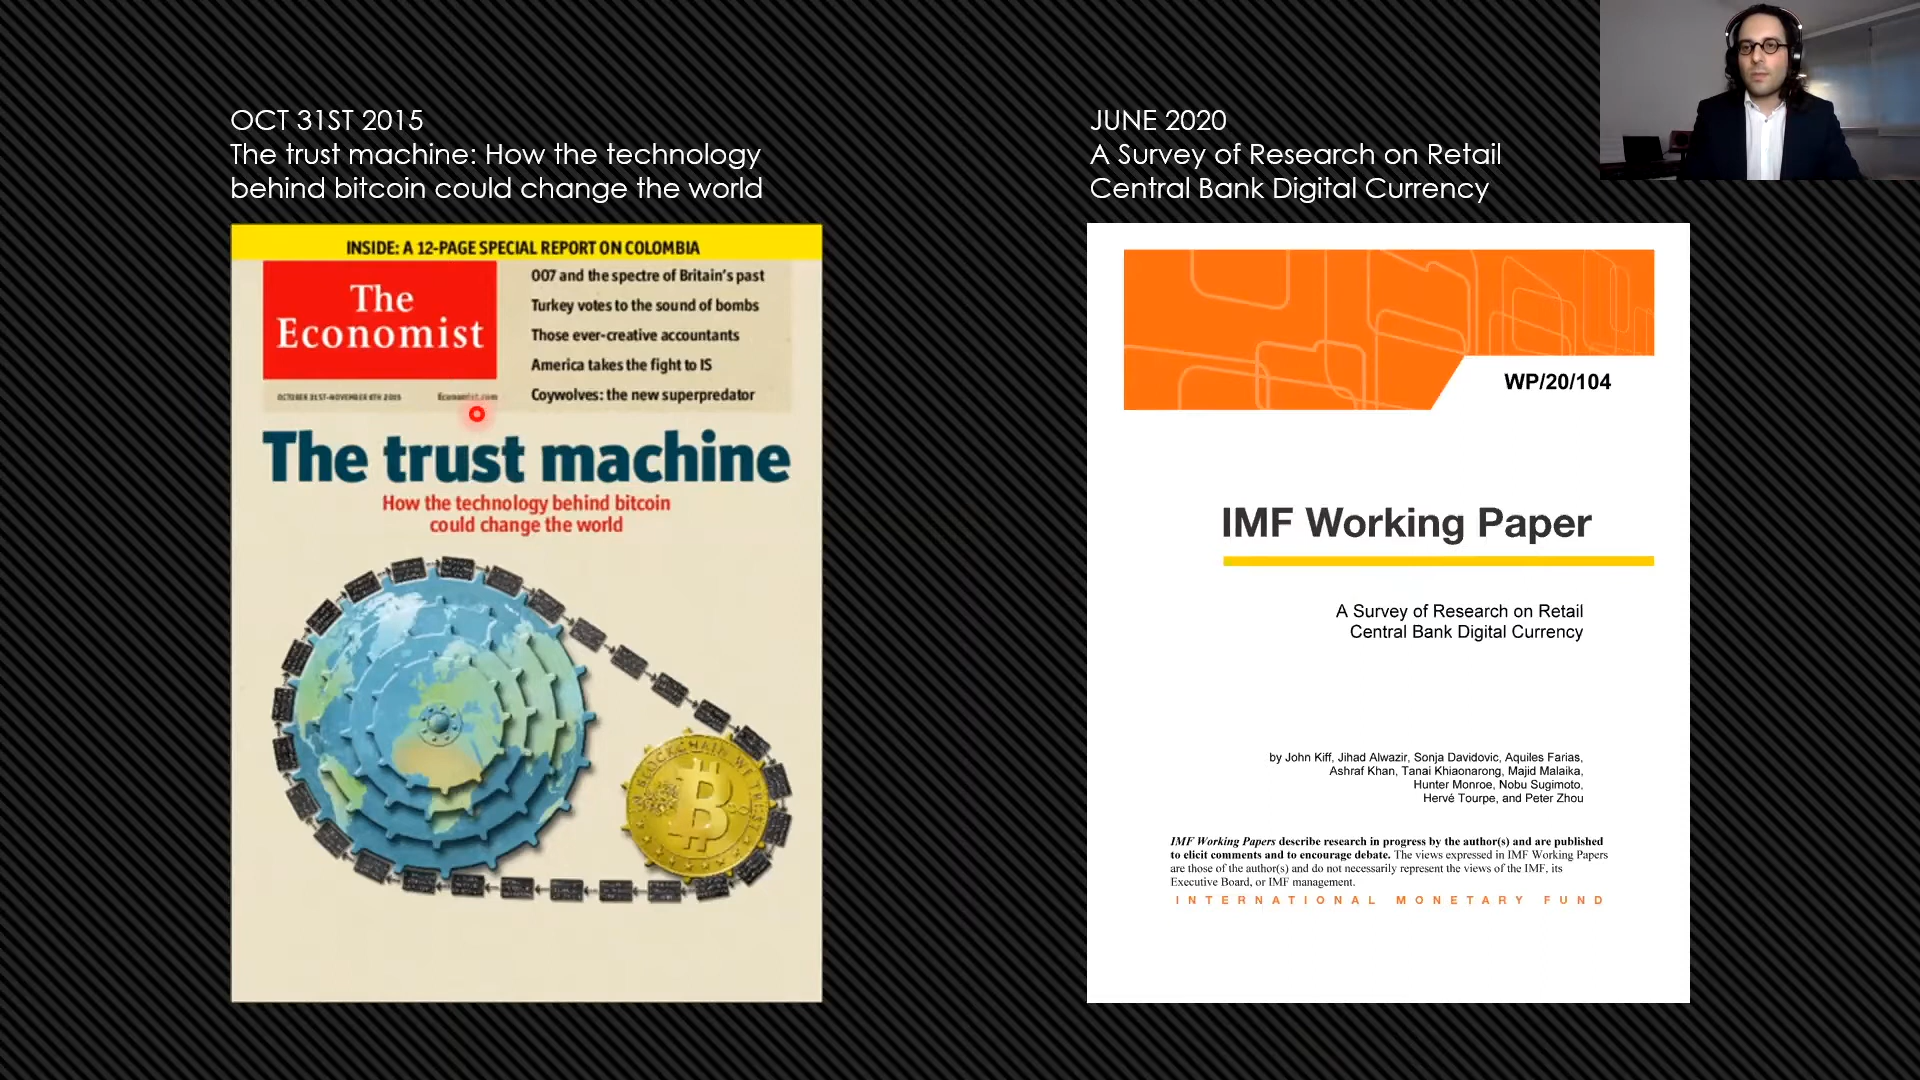 OCT 31ST 2015
The trust machine: How the technology
behind bitcoin could change the world
INSIDE: A 12-PAGE SPECIAL REPORT ON COLOMBIA
The
Economist
007 and the spectre of Britain's past
Turkey votes to the sound of bombs
Those ever-creative accountants
America takes the fight to IS
Coywolves: the new superpredator
OCTOBER 31ST-NOVEMBER 6TH 2015
Economist.com
The trust machine
How the technology behind bitcoin
could change the world
JUNE 2020
A Survey of Research on Retail
Central Bank Digital Currency
WP/20/104
IMF Working Paper
A Survey of Research on Retail
Central Bank Digital Currency
by John Kiff, Jihad Alwazir, Sonja Davidovic, Aquiles Farias,
Ashraf Khan, Tanai Khiaonarong, Majid Malaika,
Hunter Monroe, Nobu Sugimoto,
Hervé Tourpe, and Peter Zhou
IMF Working Papers describe research in progress by the author(s) and are published
to elicit comments and to encourage debate. The views expressed in IMF Working Papers
are those of the author(s) and do not necessarily represent the views of the IMF, its
Executive Board, or IMF management.
INTERNATIONAL MONETARY FUND